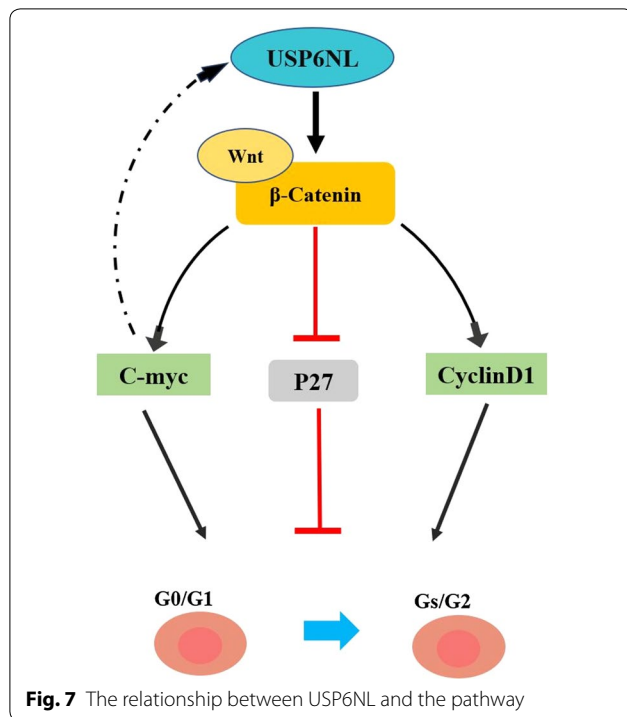 USP6NL
Wnt
β-Catenin
C-myc
P27
CyclinD1
G0/G1
Gs/G2
Fig. 7 The relationship between USP6NL and the pathway